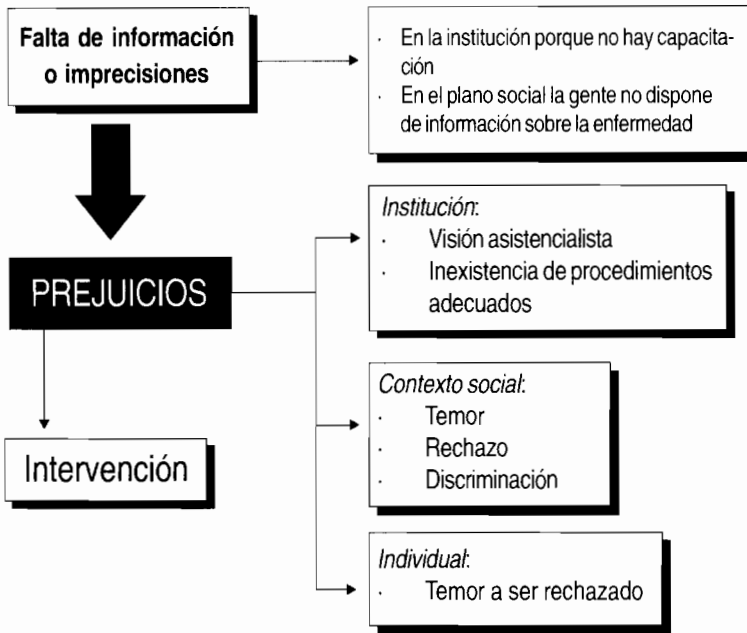 Falta de información
o imprecisiones
· En la institución porque no hay capacita-
ción
· En el plano social la gente no dispone
de información sobre la enfermedad
PREJUICIOS
Institución:
· Visión asistencialista
· Inexistencia de procedimientos
adecuados
Contexto social:
· Temor
· Rechazo
· Discriminación
Intervención
Individual:
· Temor a ser rechazado